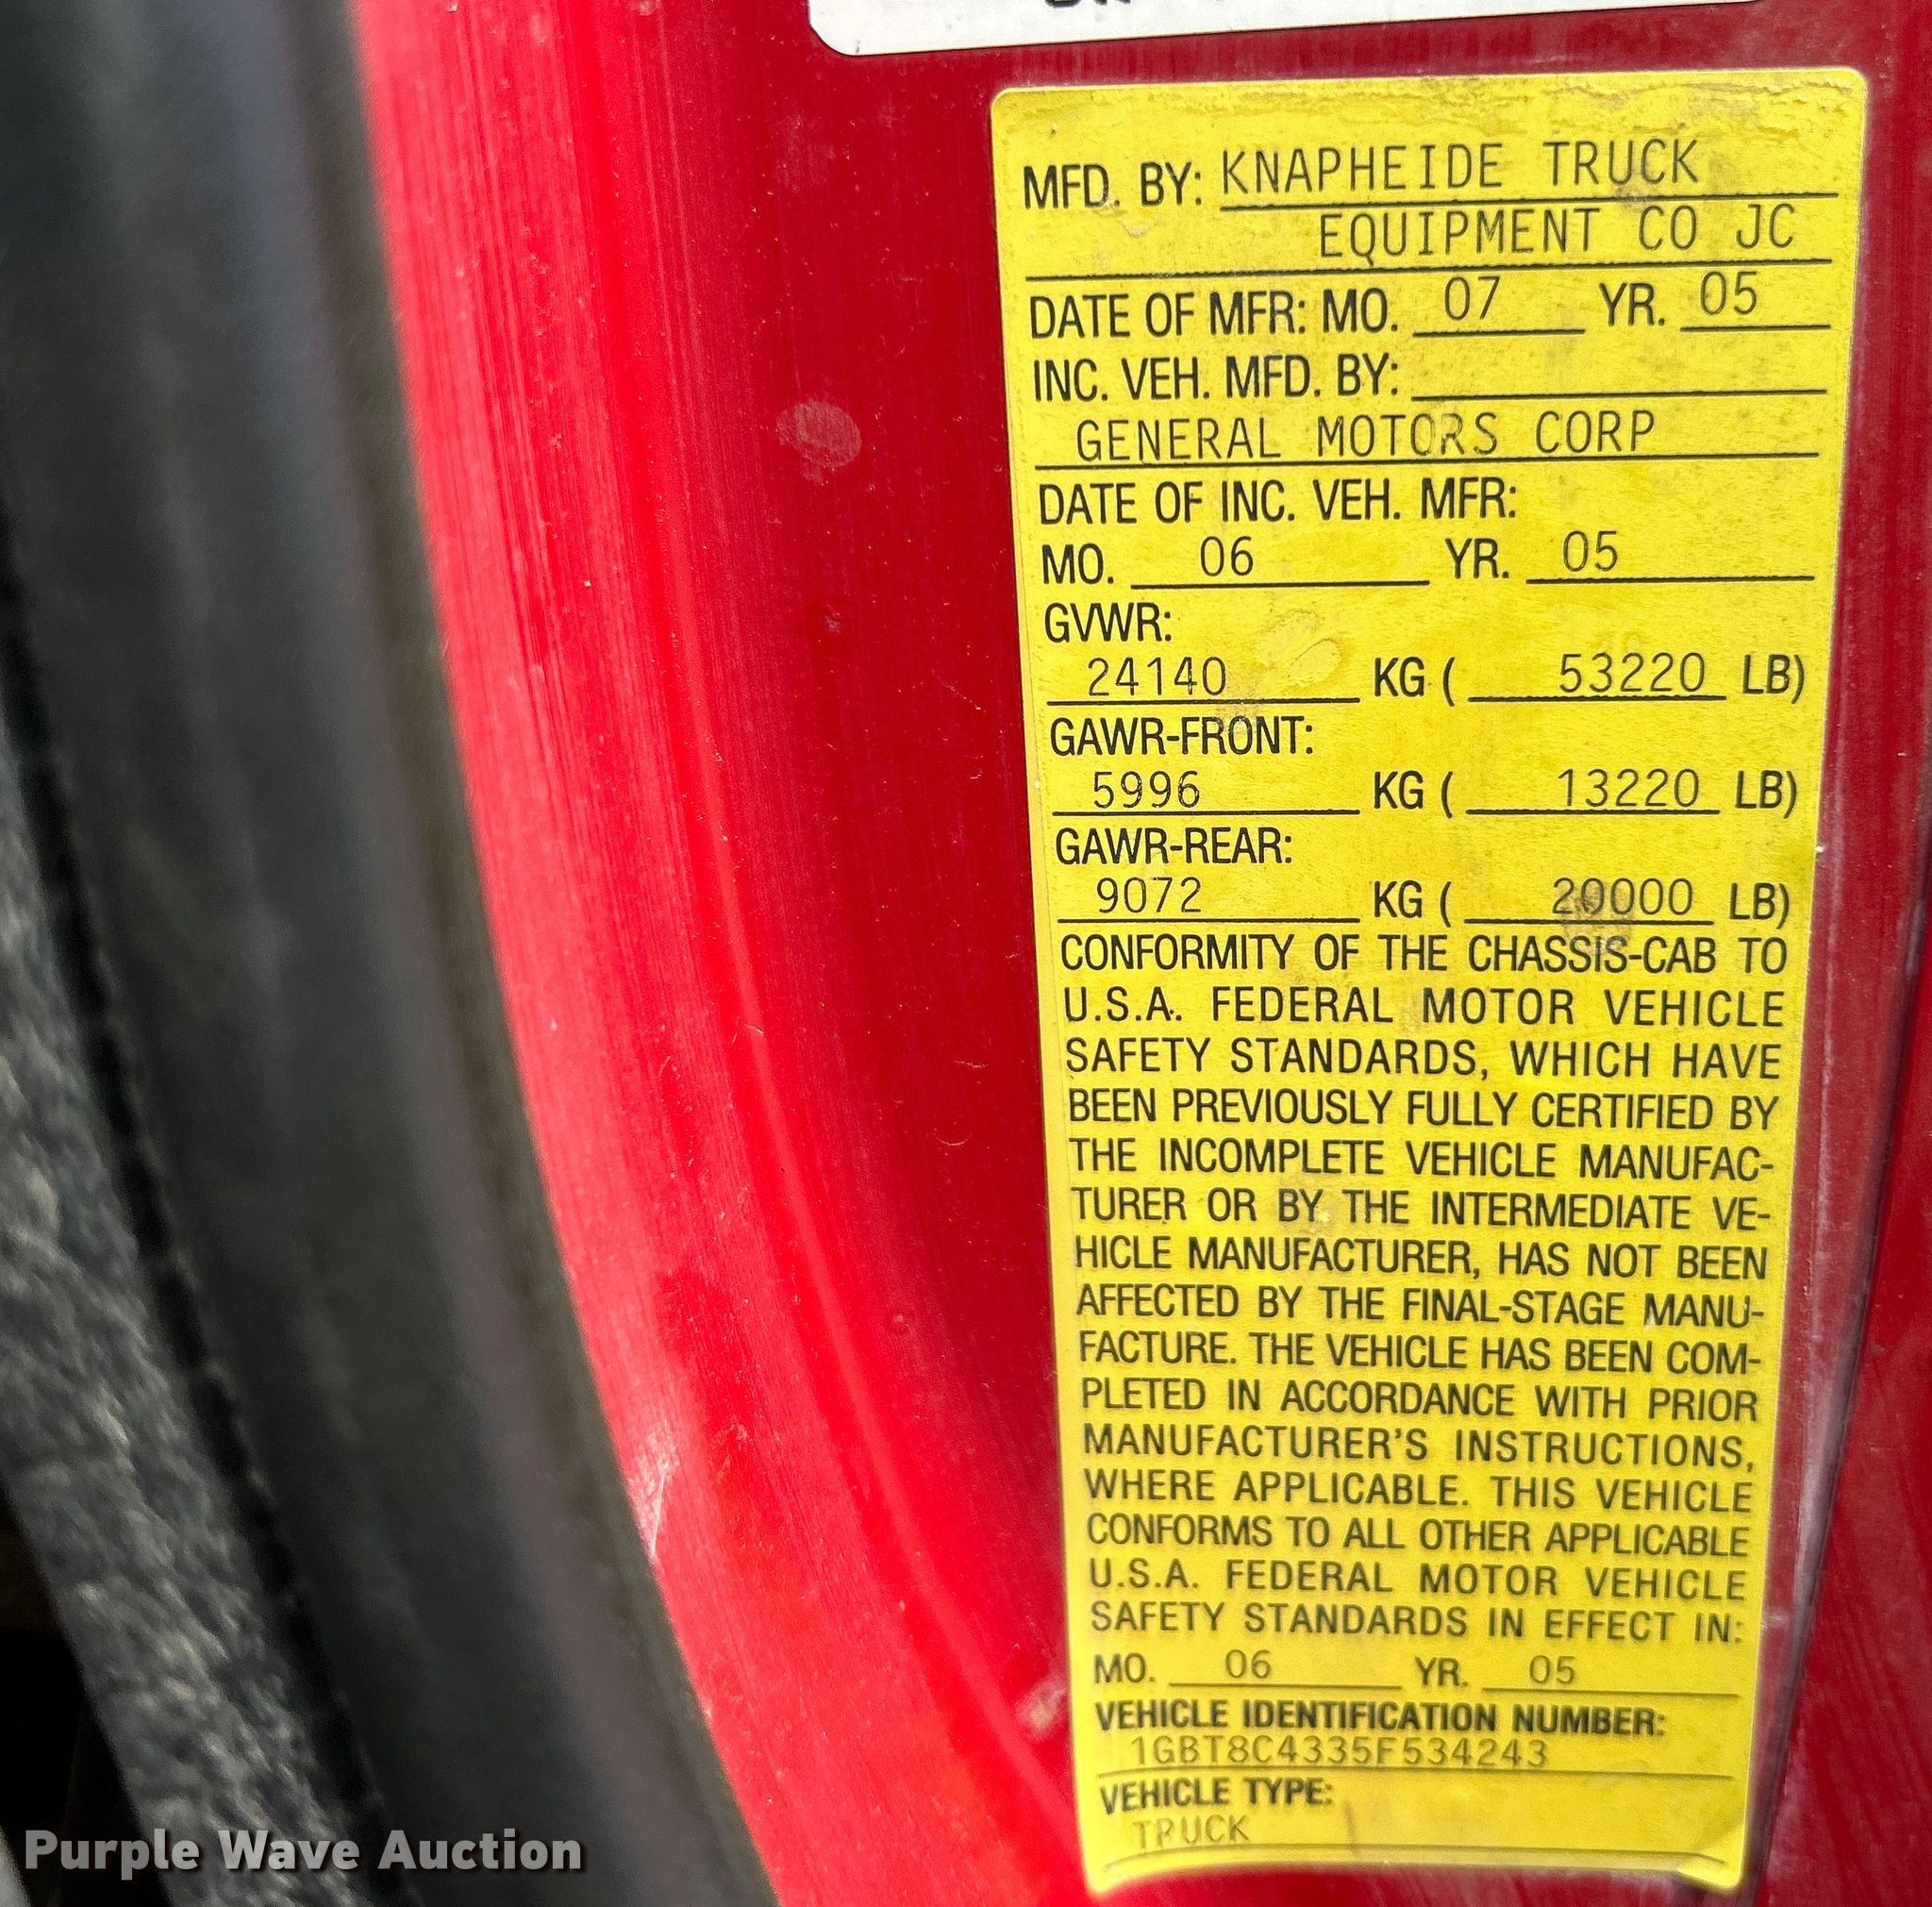 MFD. BY: KNAPHEIDE TRUCK
EQUIPMENT CO JC
DATE OF MFR: MO. 07 YR. 05
INC. VEH. MFD. BY:
GENERAL MOTORS CORP
DATE OF INC. VEH. MFR:
MO. 06 YR. 05
GVWR:
24140 KG ( 53220 LB)
GAWR-FRONT:
5996 KG ( 13220 LB)
GAWR-REAR:
9072 KG ( 20000 LB)
CONFORMITY OF THE CHASSIS-CAB TO
U.S.A. FEDERAL MOTOR VEHICLE
SAFETY STANDARDS, WHICH HAVE
BEEN PREVIOUSLY FULLY CERTIFIED BY
THE INCOMPLETE VEHICLE MANUFAC-
TURER OR BY THE INTERMEDIATE VE-
HICLE MANUFACTURER, HAS NOT BEEN
AFFECTED BY THE FINAL-STAGE MANU-
FACTURE. THE VEHICLE HAS BEEN COM-
PLETED IN ACCORDANCE WITH PRIOR
MANUFACTURER'S INSTRUCTIONS,
WHERE APPLICABLE. THIS VEHICLE
CONFORMS TO ALL OTHER APPLICABLE
U.S.A. FEDERAL MOTOR VEHICLE
SAFETY STANDARDS IN EFFECT IN:
MO. 06 YR. 05
VEHICLE IDENTIFICATION NUMBER:
1GBT8C4335F534243
VEHICLE TYPE:
TRUCK
Purple Wave Auction